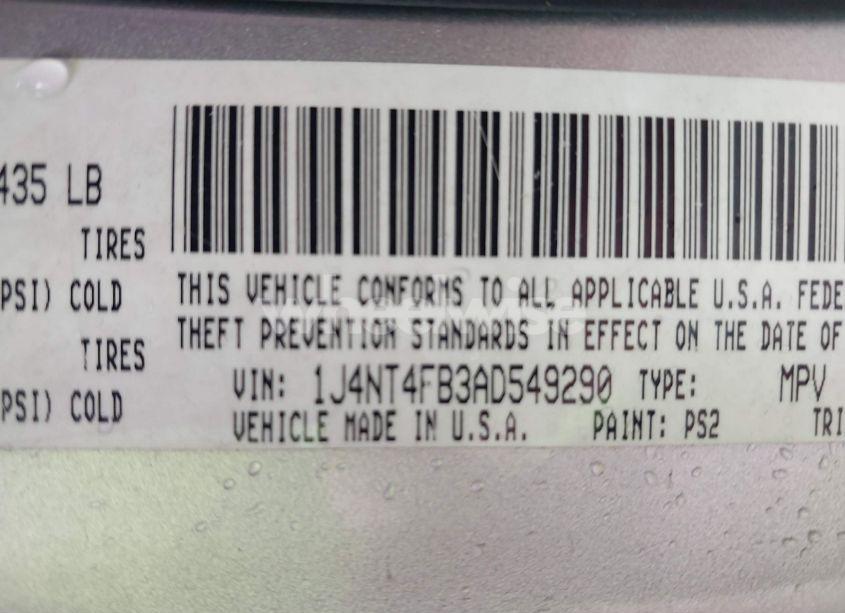 435 LB
TIRES
PSI) COLD
TIRES
PSI) COLD
THIS VEHICLE CONFORMS TO ALL APPLICABLE U.S.A. FEDE
THEFT PREVENTION STANDARDS IN EFFECT ON THE DATE OF
VIN: 1J4NT4FB3AD549290 TYPE: MPV
VEHICLE MADE IN U.S.A. PAINT: PS2 TRI